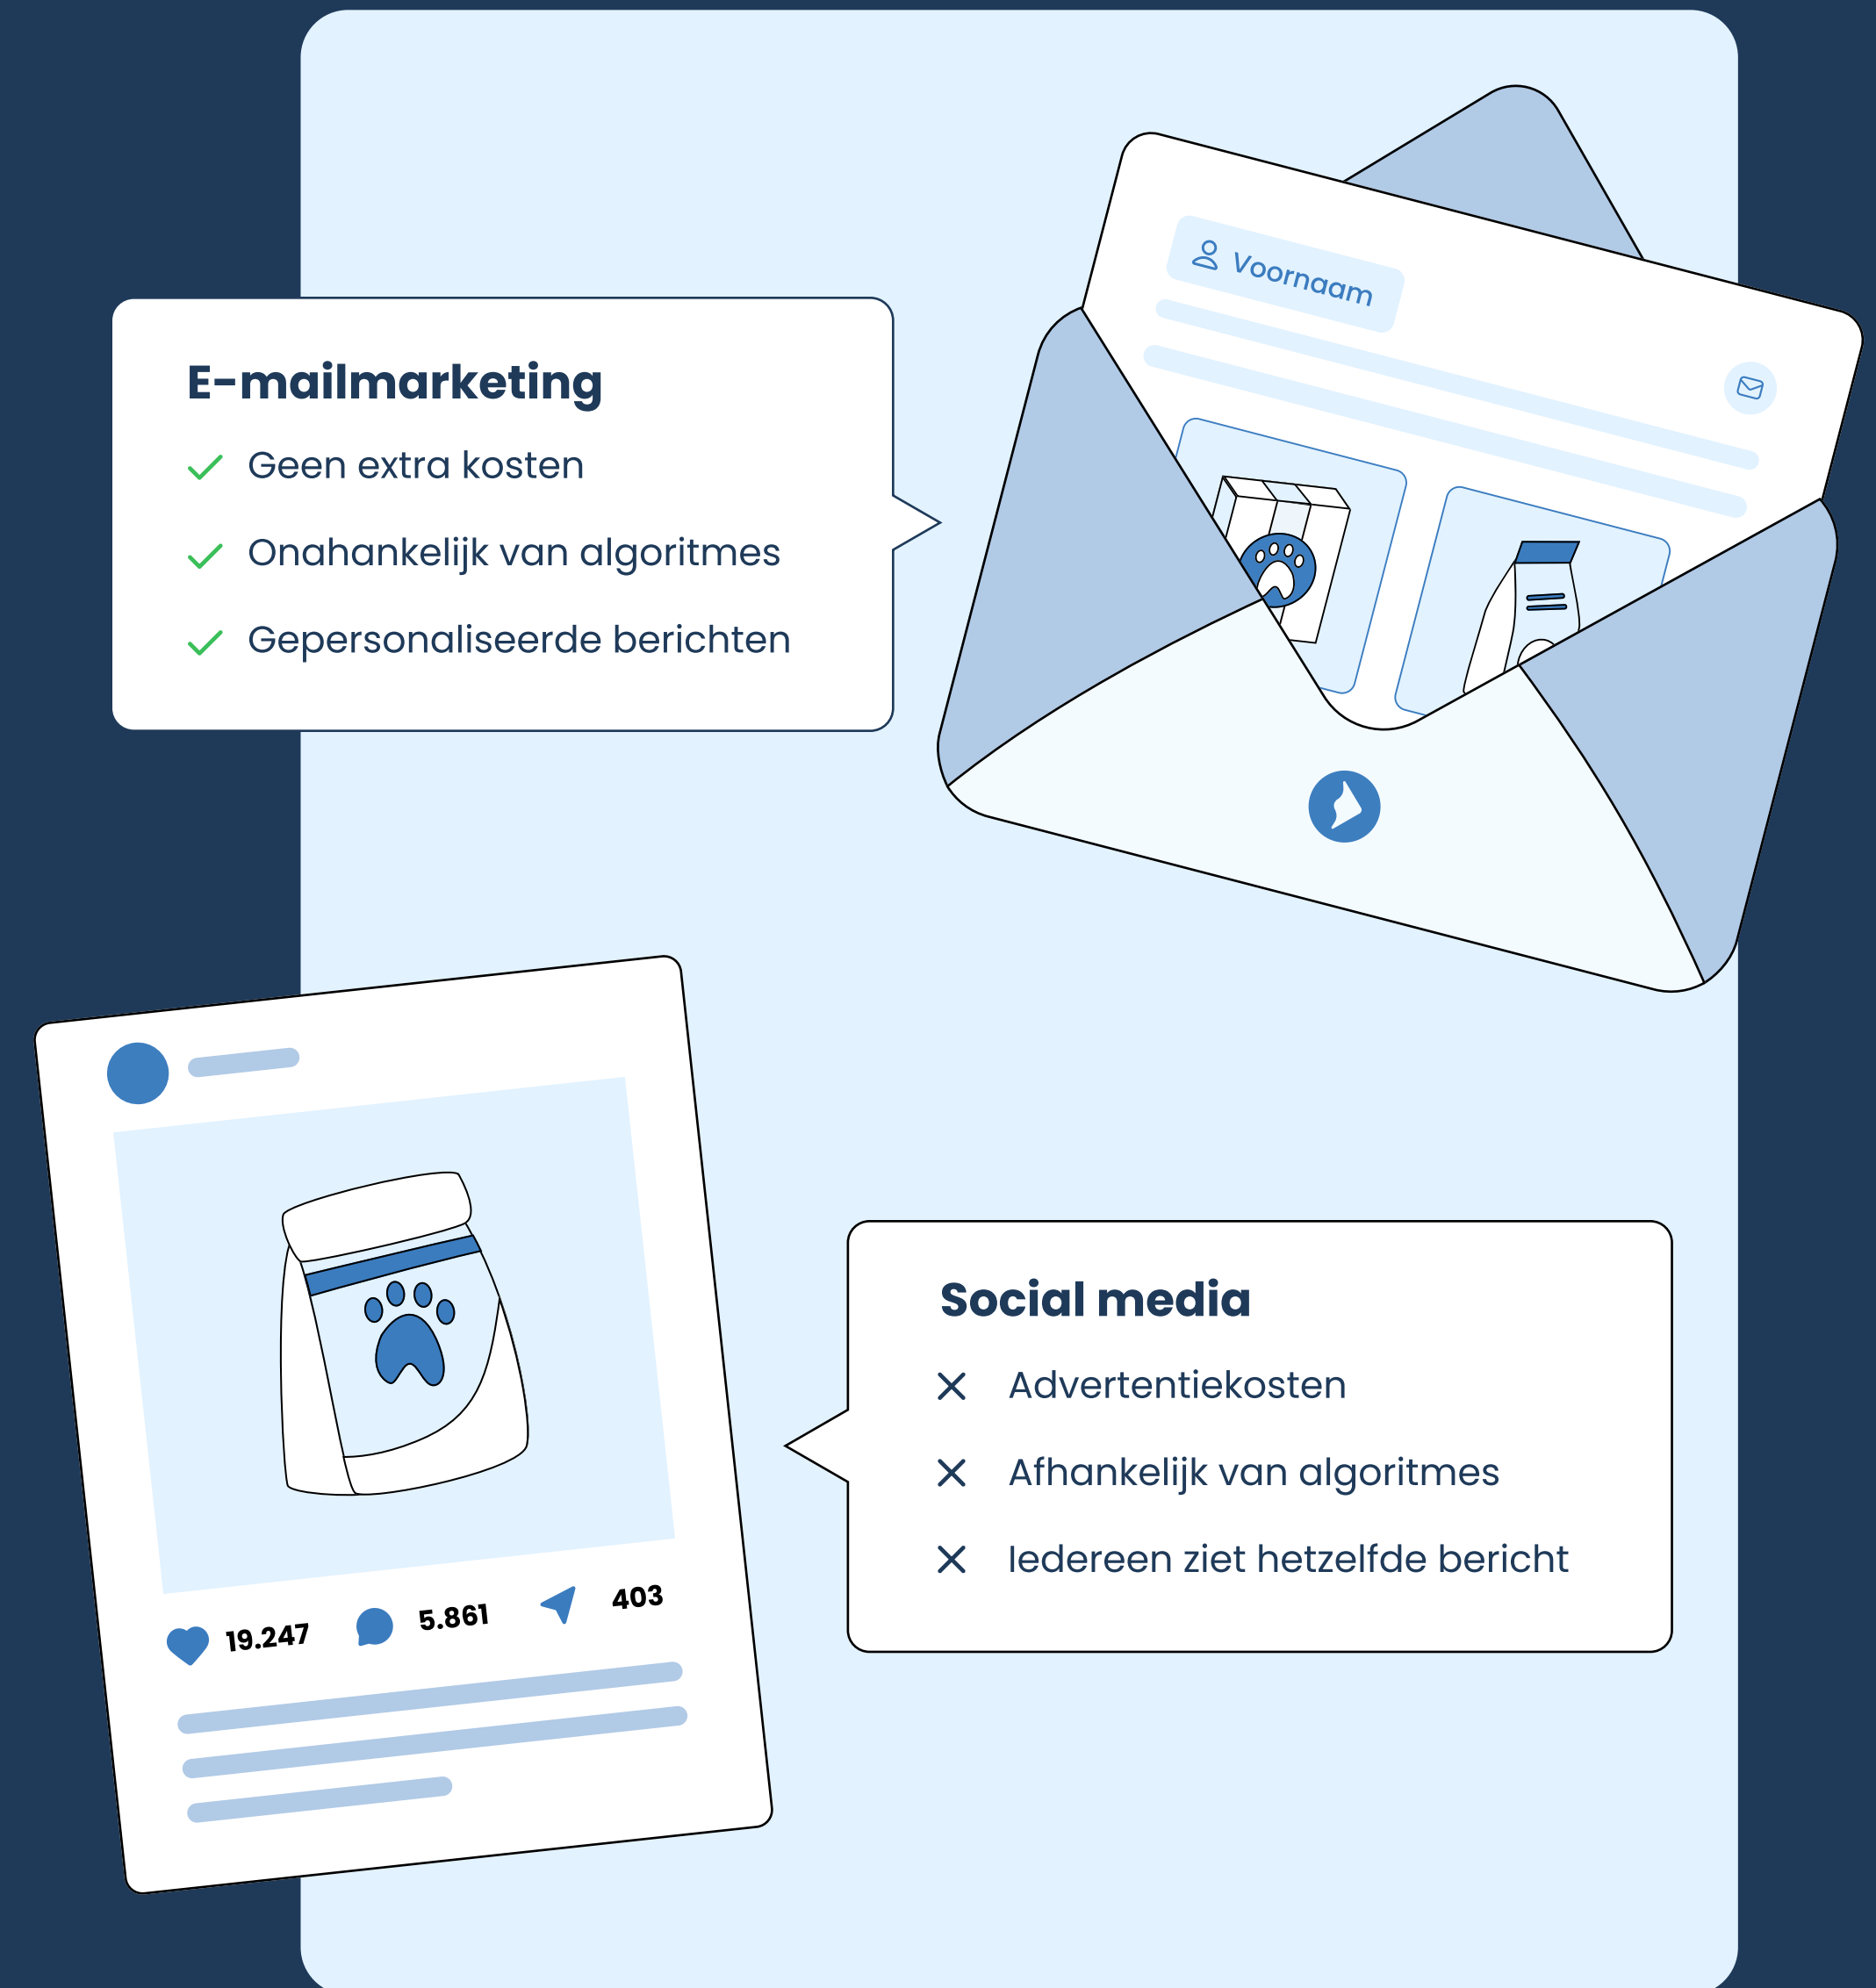 Voornaam
E-mailmarketing
Geen extra kosten
Onahankelijk van algoritmes
Gepersonaliseerde berichten
Social media
Advertentiekosten
Afhankelijk van algoritmes
Iedereen ziet hetzelfde bericht
19.247 5.861 403